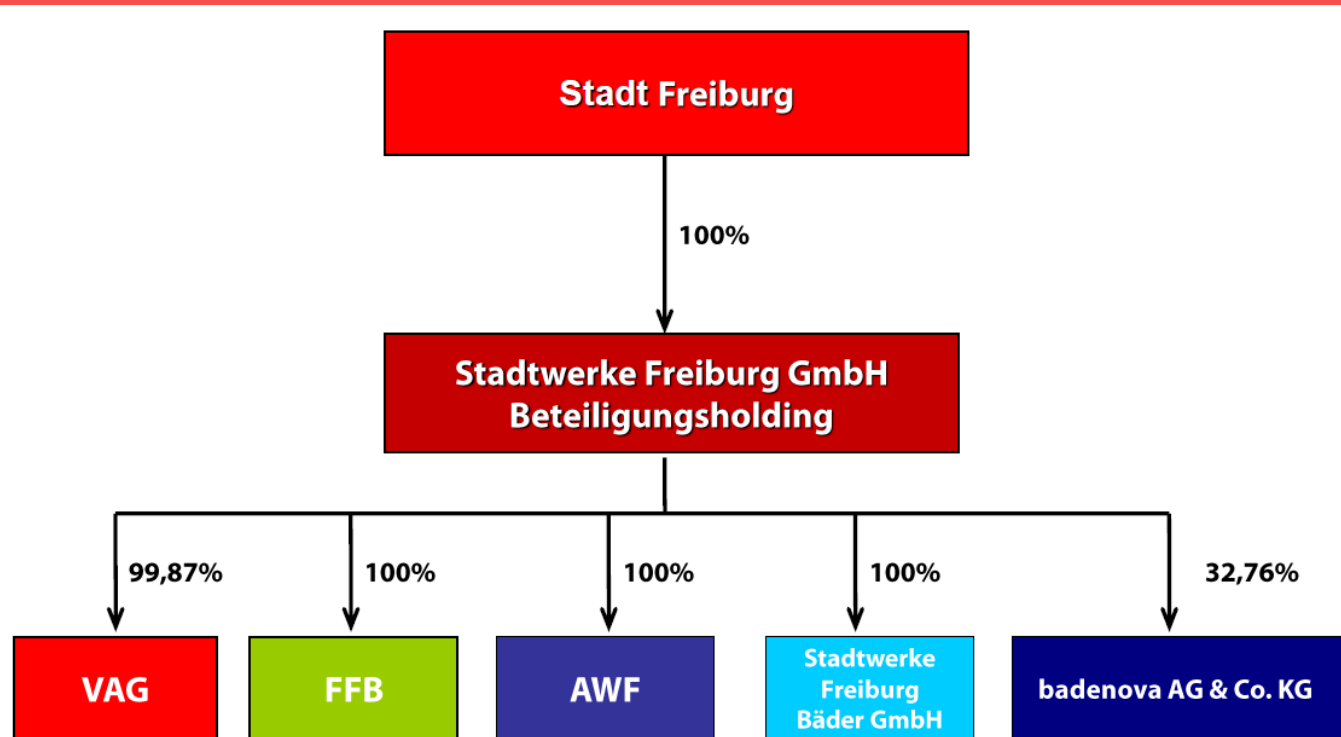 Stadt Freiburg
100%
Stadtwerke Freiburg GmbH
Beteiligungsholding
99,87%
100%
100%
100%
32,76%
VAG
FFB
AWF
Stadtwerke
Freiburg
Bäder GmbH
badenova AG & Co. KG